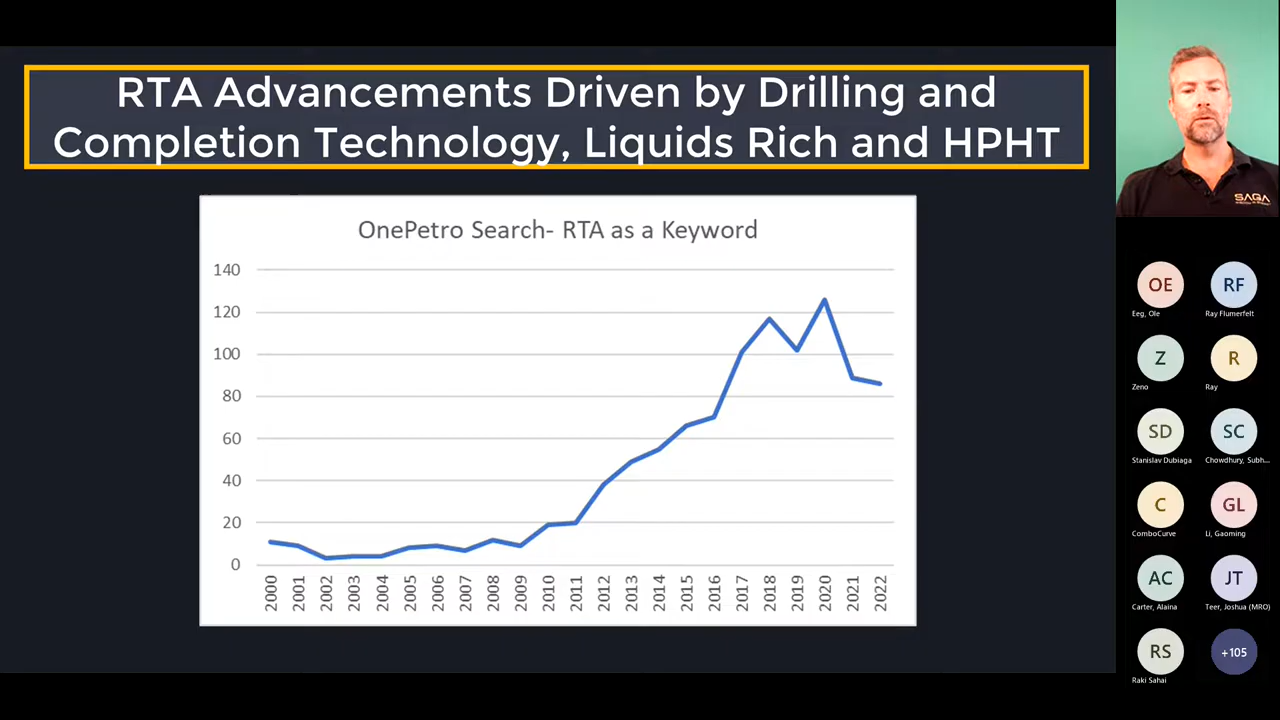 RTA Advancements Driven by Drilling and
Completion Technology, Liquids Rich and HPHT
OnePetro Search- RTA as a Keyword
140
120
100
80
60
40
20
0
2000
2001
2002
2003
2004
2005
2006
2007
2008
2009
2010
2011
2012
2013
2014
2015
2016
2017
2018
2019
2020
2021
2022
SAGA
OE
RF
Eeg, Ole
Ray Flumerfelt
Z
R
Zeno
Ray
SD
SC
Stanislav Dubiaga
Chowdhury, Subh...
C
GL
ComboCurve
Li, Gaoming
AC
JT
Carter, Alaina
Teer, Joshua (MRO)
RS
+105
Raki Sahai